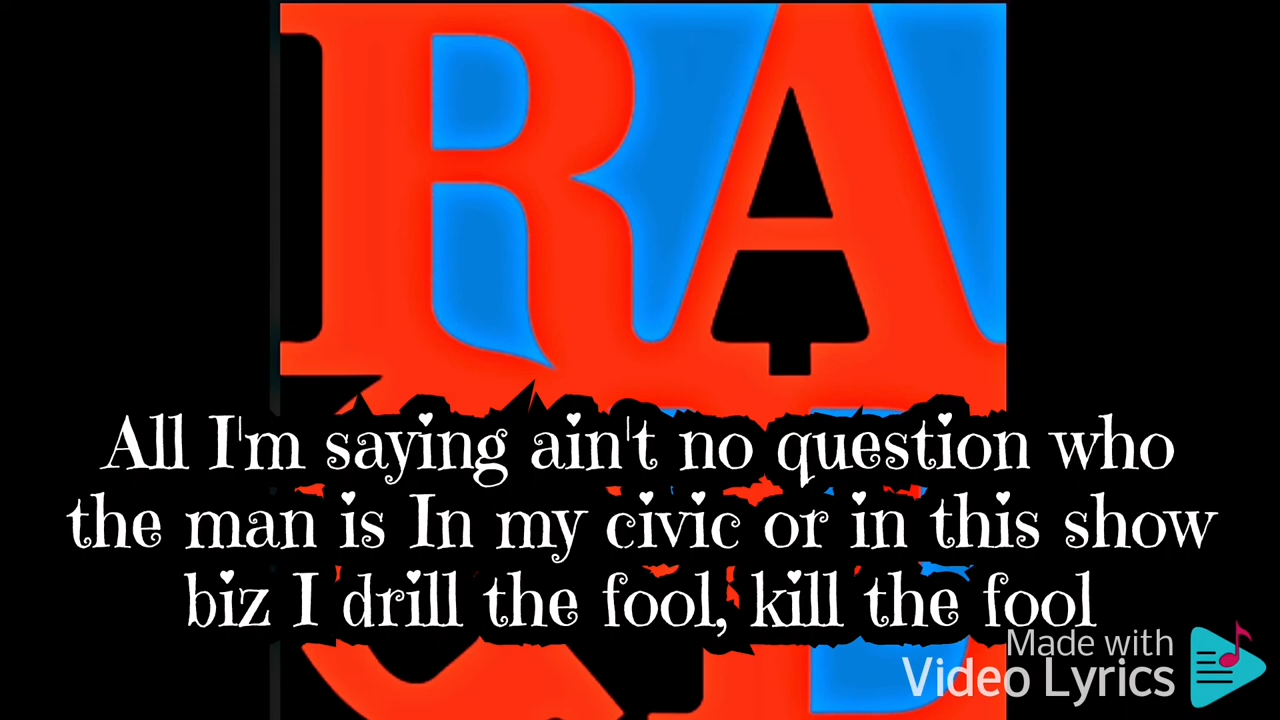 RA
All I'm saying ain't no question who
the man is In my civic or in this show
biz I drill the fool, kill the fool
Made with
Video Lyrics